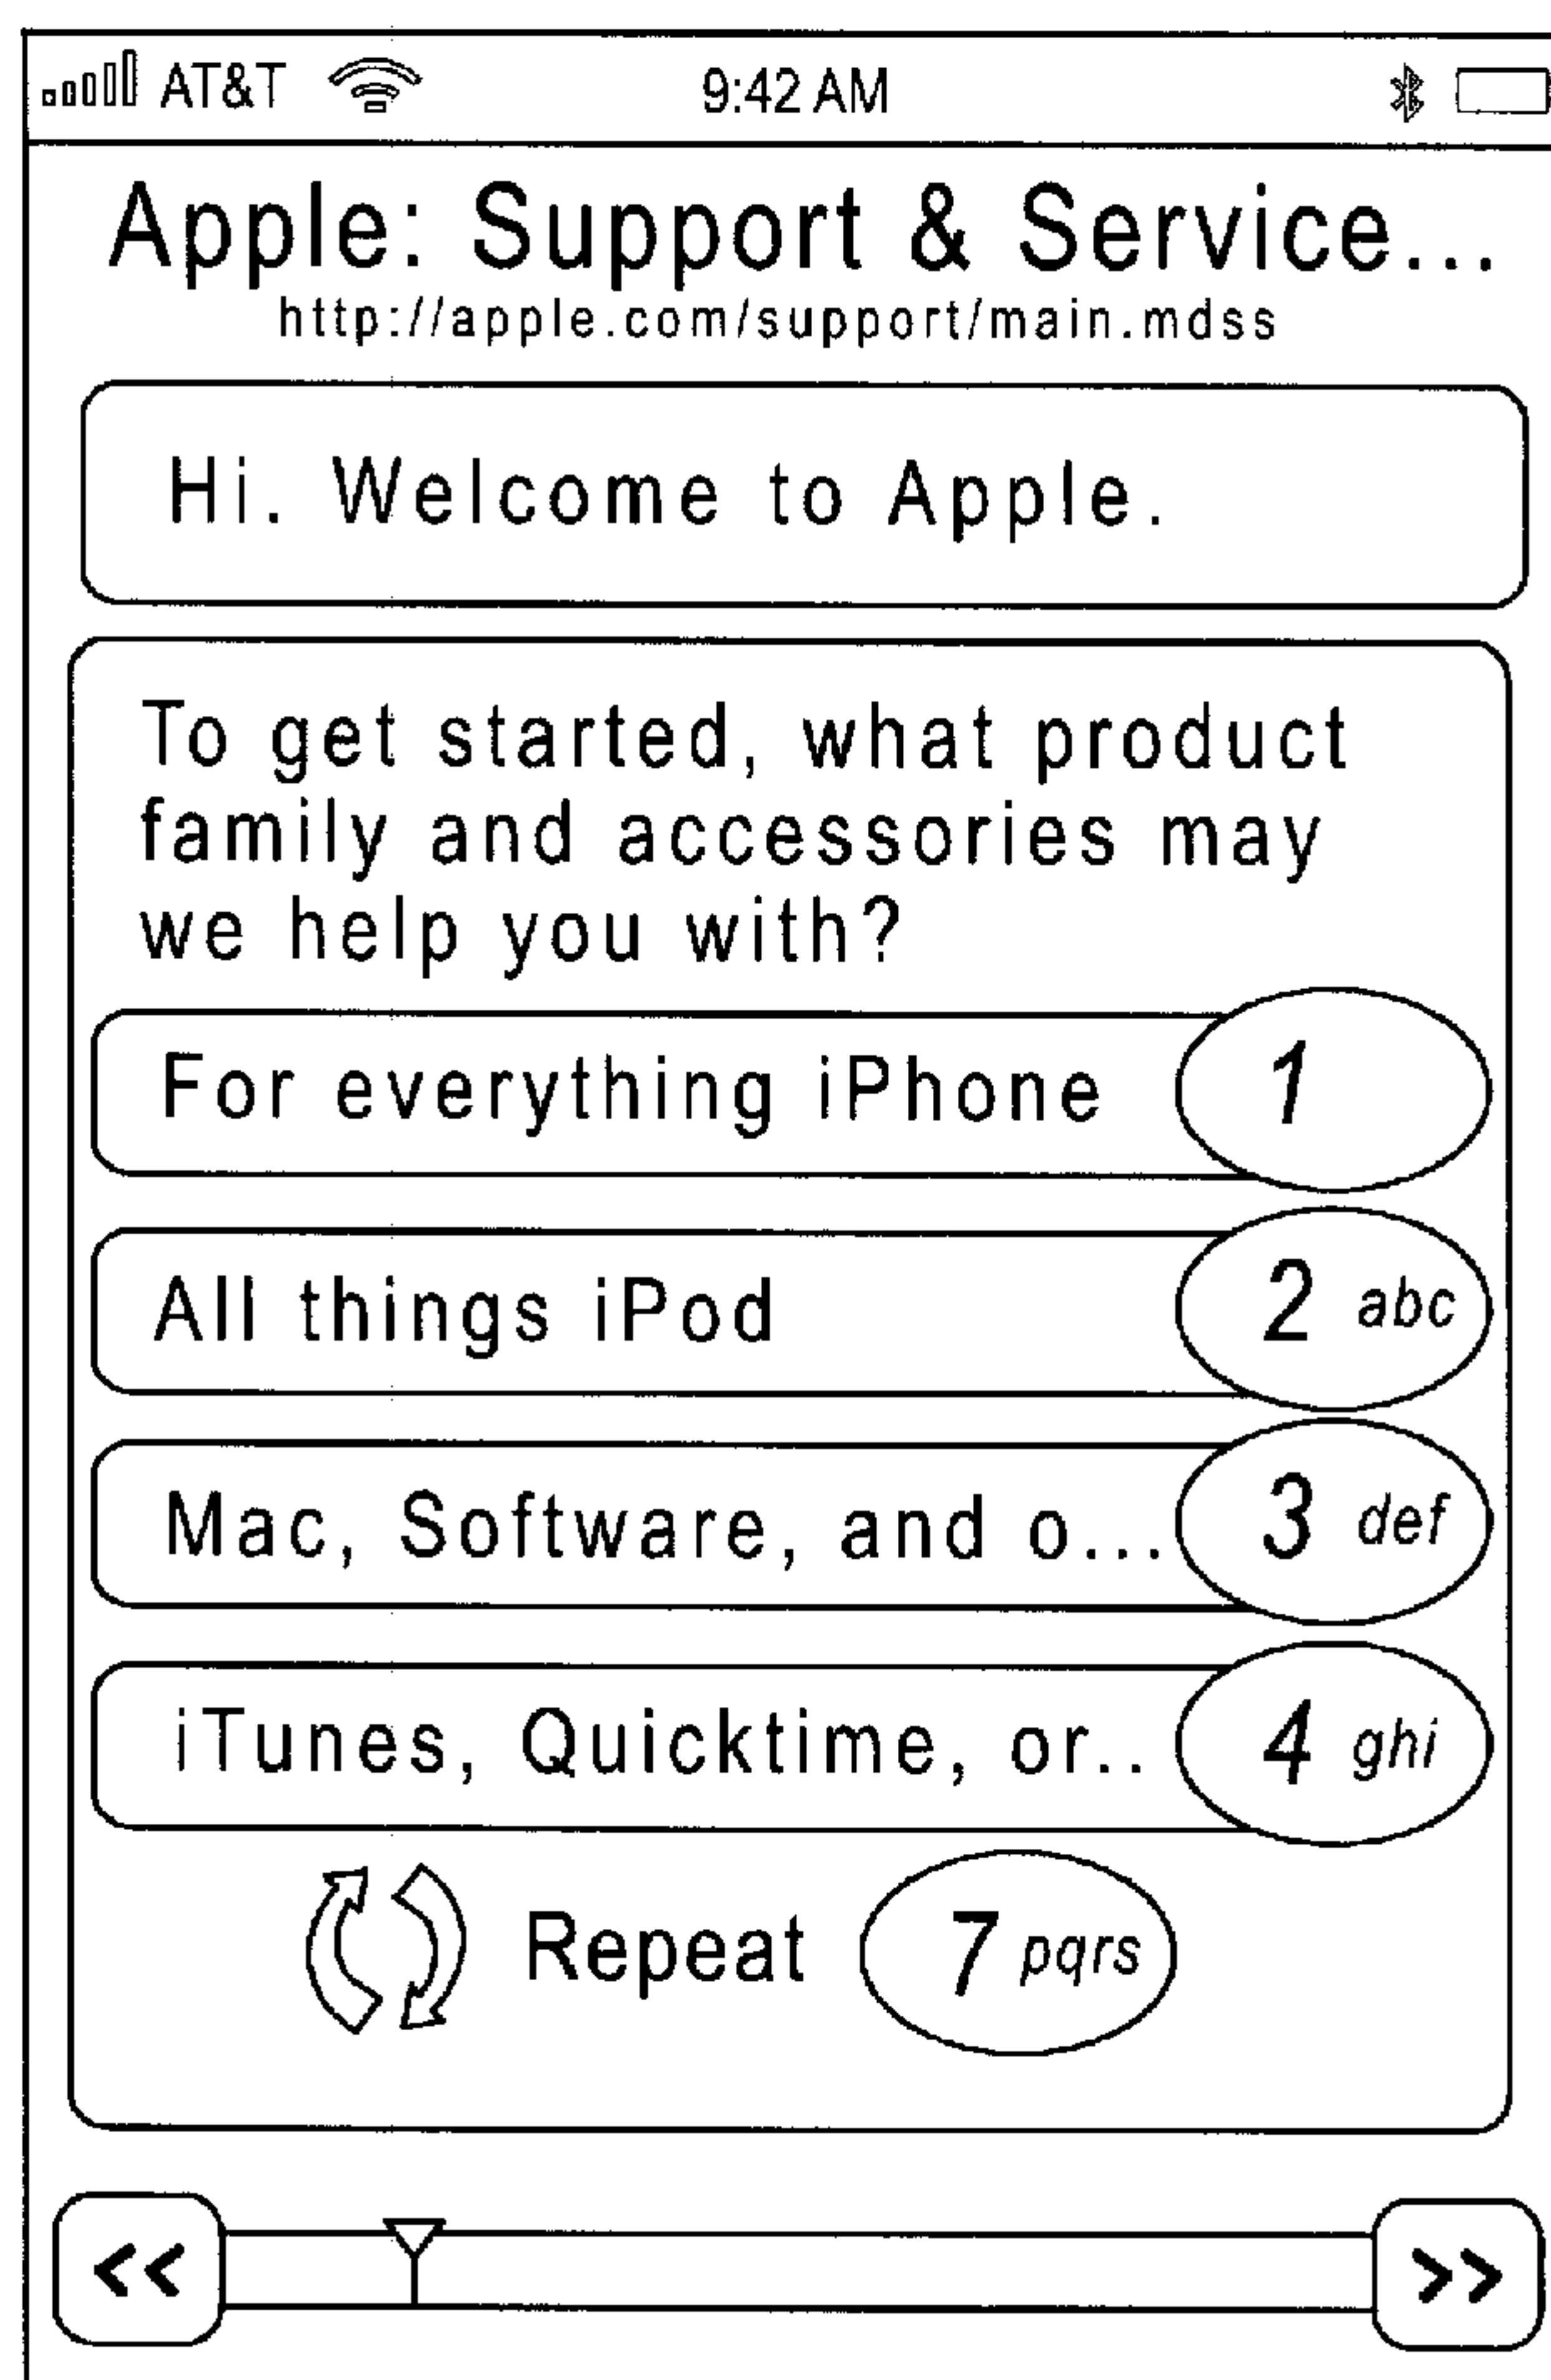 AT&T 9:42 AM
Apple: Support & Service...
http://apple.com/support/main.mdss
Hi. Welcome to Apple.
To get started, what product
family and accessories may
we help you with?
For everything iPhone 1
All things iPod 2 abc
Mac, Software, and o... 3 def
iTunes, Quicktime, or.. 4 ghi
Repeat 7 pqrs
<< >>